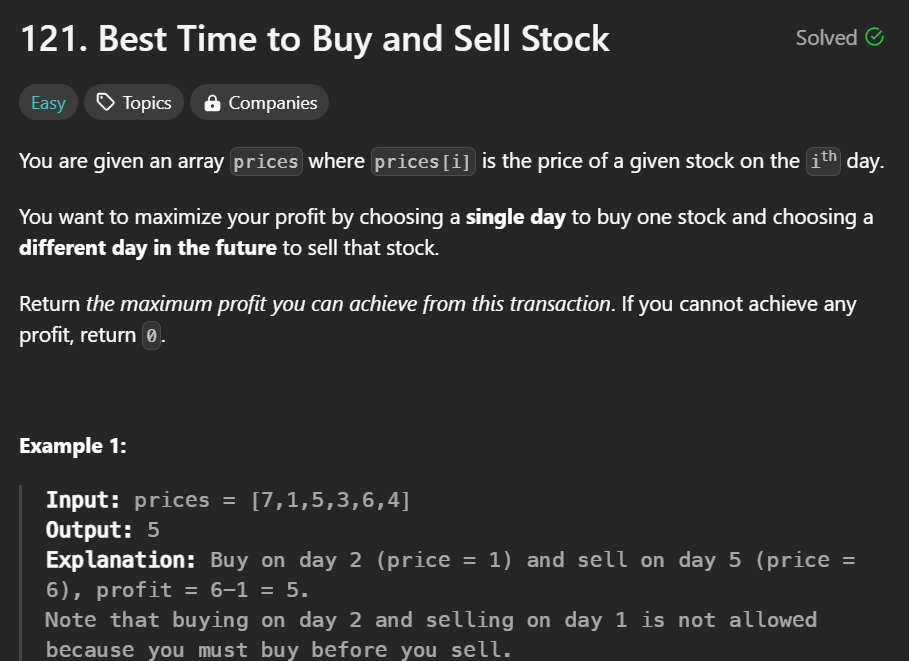 121. Best Time to Buy and Sell Stock
Solved
Easy
Topics
Companies
You are given an array prices where prices[i] is the price of a given stock on the ith day.
You want to maximize your profit by choosing a single day to buy one stock and choosing a
different day in the future to sell that stock.
Return the maximum profit you can achieve from this transaction. If you cannot achieve any
profit, return 0.
Example 1:
Input: prices = [7,1,5,3,6,4]
Output: 5
Explanation: Buy on day 2 (price = 1) and sell on day 5 (price =
6), profit = 6-1 = 5.
Note that buying on day 2 and selling on day 1 is not allowed
because you must buy before you sell.